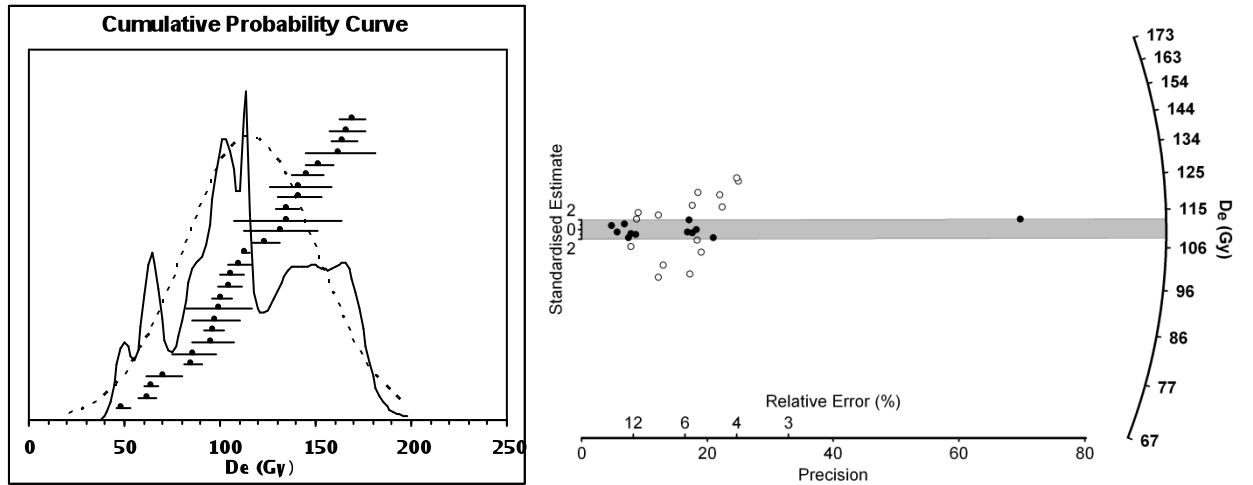 Cumulative Probability Curve
0 50 100 150 200 250
De (Gy)
Standardised Estimate
2
0
2
173
163
154
144
134
125
115
106
96
86
77
67
De (Gy)
Relative Error (%)
12 6 4 3
0 20 40 60 80
Precision